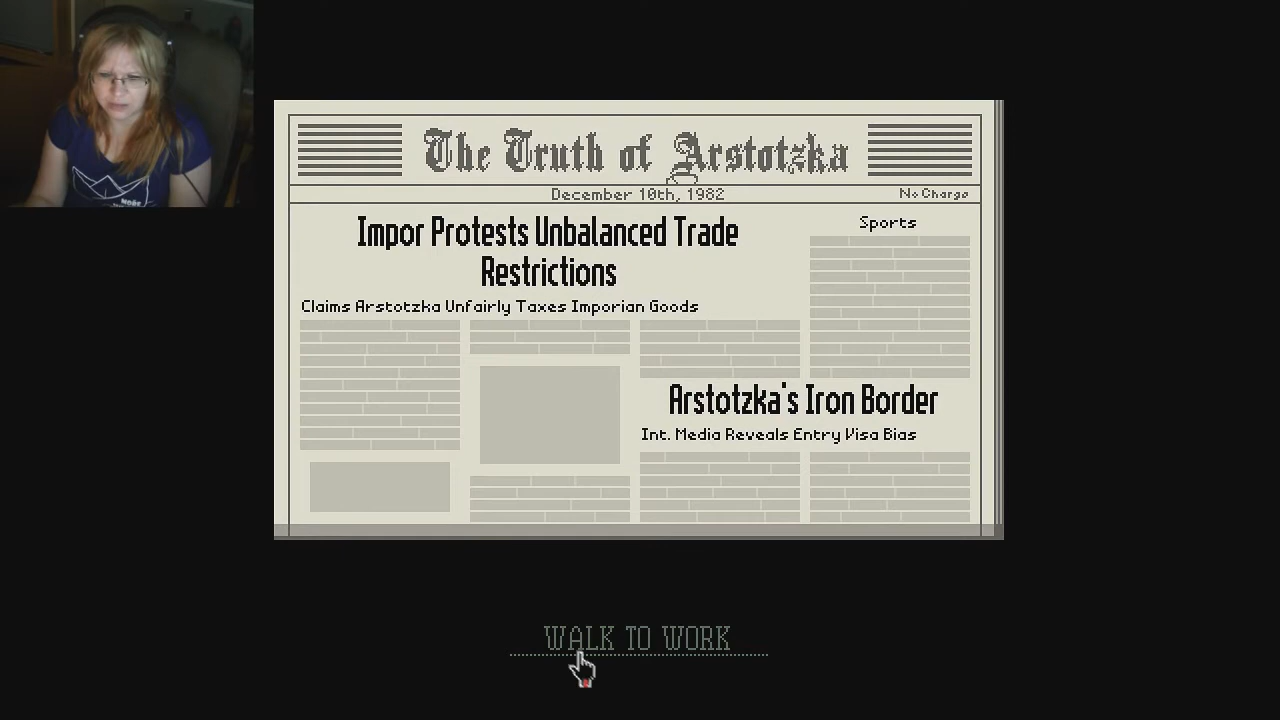 The Truth of Arstotzka
December 10th, 1982
No Charge
Impor Protests Unbalanced Trade
Restrictions
Claims Arstotzka Unfairly Taxes Imporian Goods
Sports
Arstotzka's Iron Border
Int. Media Reveals Entry Visa Bias
WALK TO WORK